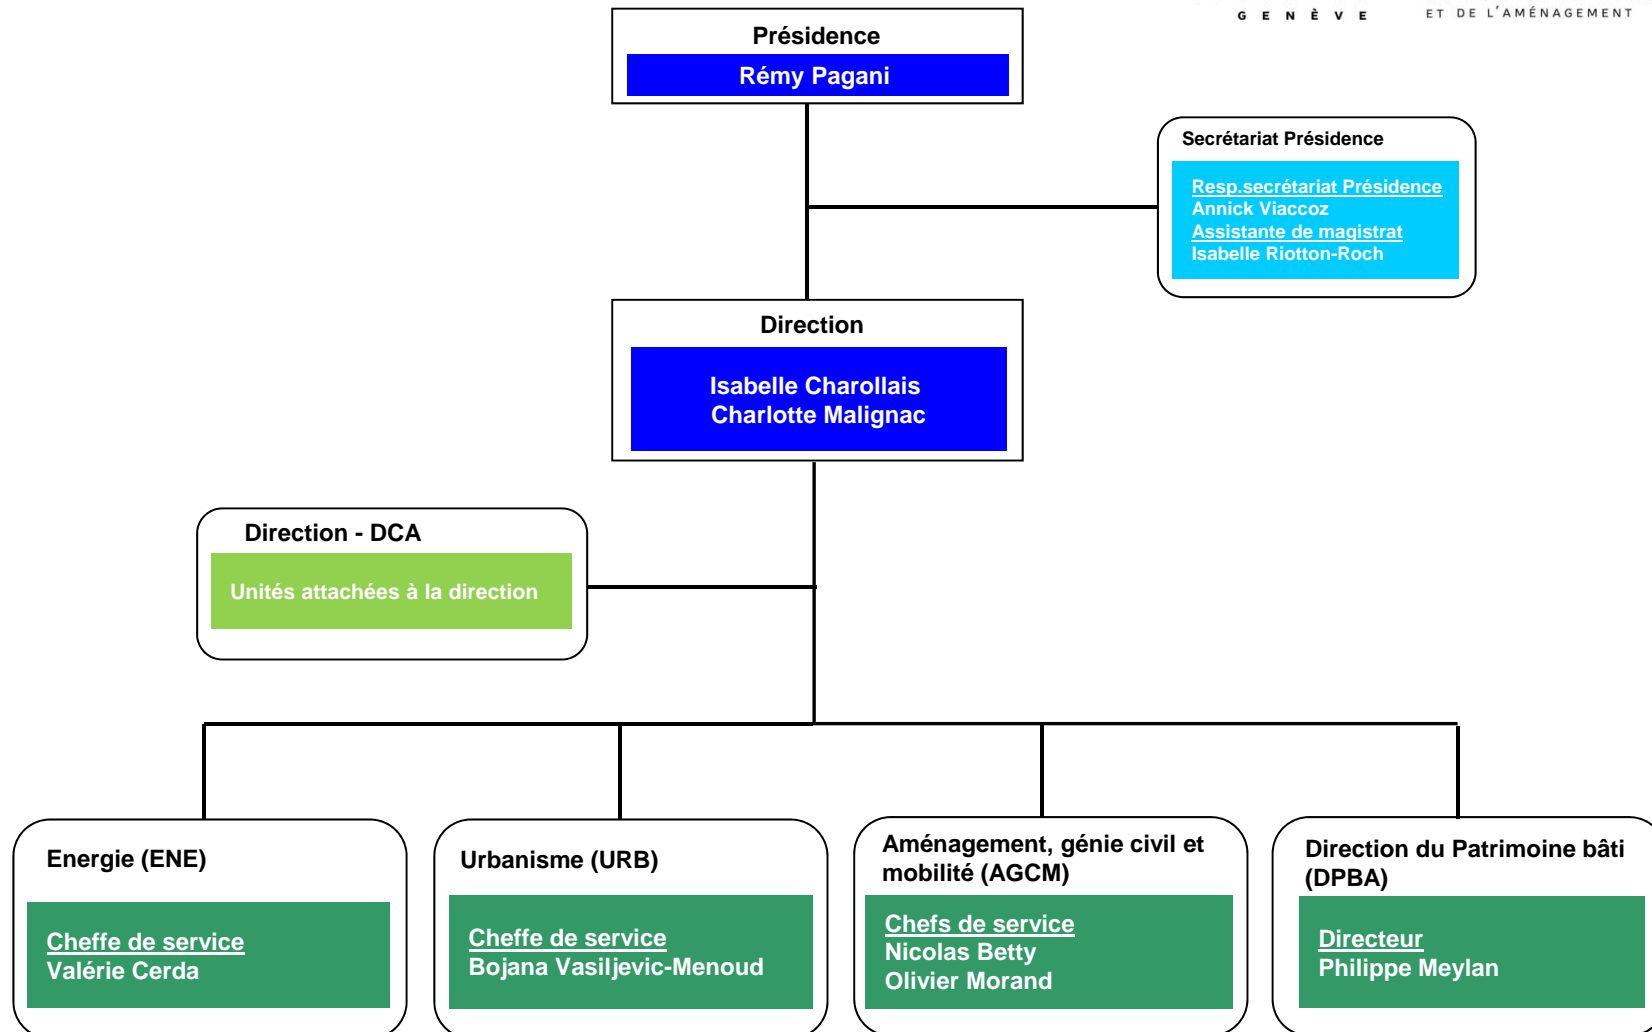 GENÈVE
ET DE L'AMÉNAGEMENT
Présidence
Rémy Pagani
Secrétariat Présidence
Resp.secrétariat Présidence
Annick Viaccoz
Assistante de magistrat
Isabelle Riotton-Roch
Direction
Isabelle Charollais
Charlotte Malignac
Direction - DCA
Unités attachées à la direction
Energie (ENE)
Cheffe de service
Valérie Cerda
Urbanisme (URB)
Cheffe de service
Bojana Vasiljevic-Menoud
Aménagement, génie civil et
mobilité (AGCM)
Chefs de service
Nicolas Betty
Olivier Morand
Direction du Patrimoine bâti
(DPBA)
Directeur
Philippe Meylan